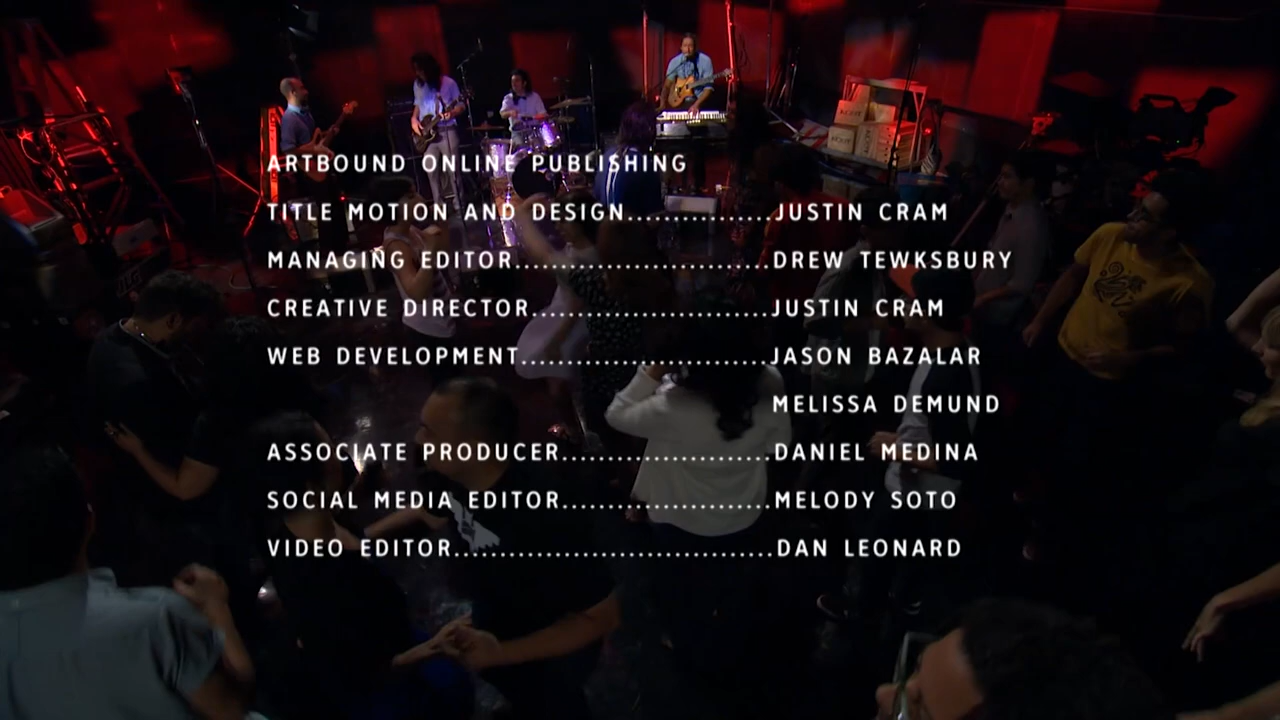 ARTBOUND ONLINE PUBLISHING
TITLE MOTION AND DESIGN...............JUSTIN CRAM
MANAGING EDITOR..........................DREW TEWKSBURY
CREATIVE DIRECTOR........................JUSTIN CRAM
WEB DEVELOPMENT.........................JASON BAZALAR
MELISSA DEMUND
ASSOCIATE PRODUCER.....................DANIEL MEDINA
SOCIAL MEDIA EDITOR.....................MELODY SOTO
VIDEO EDITOR................................DAN LEONARD